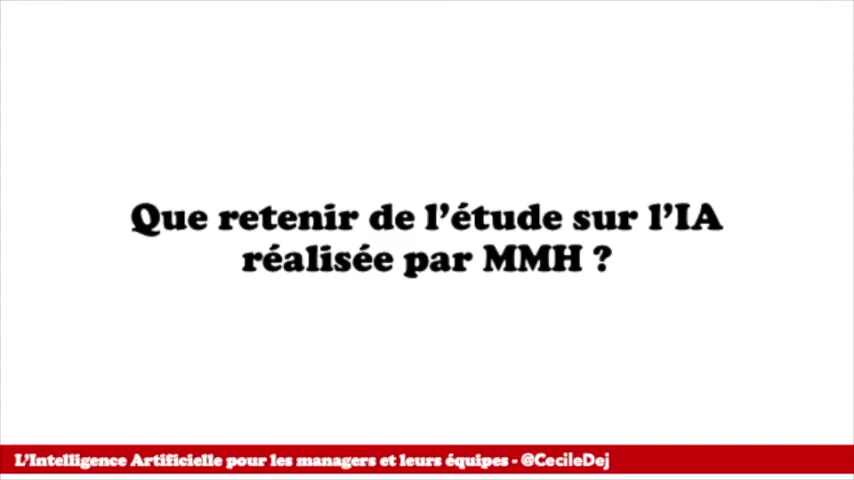 Que retenir de l’étude sur l’IA
réalisée par MMH ?
L’Intelligence Artificielle pour les managers et leurs équipes - @CecileDej